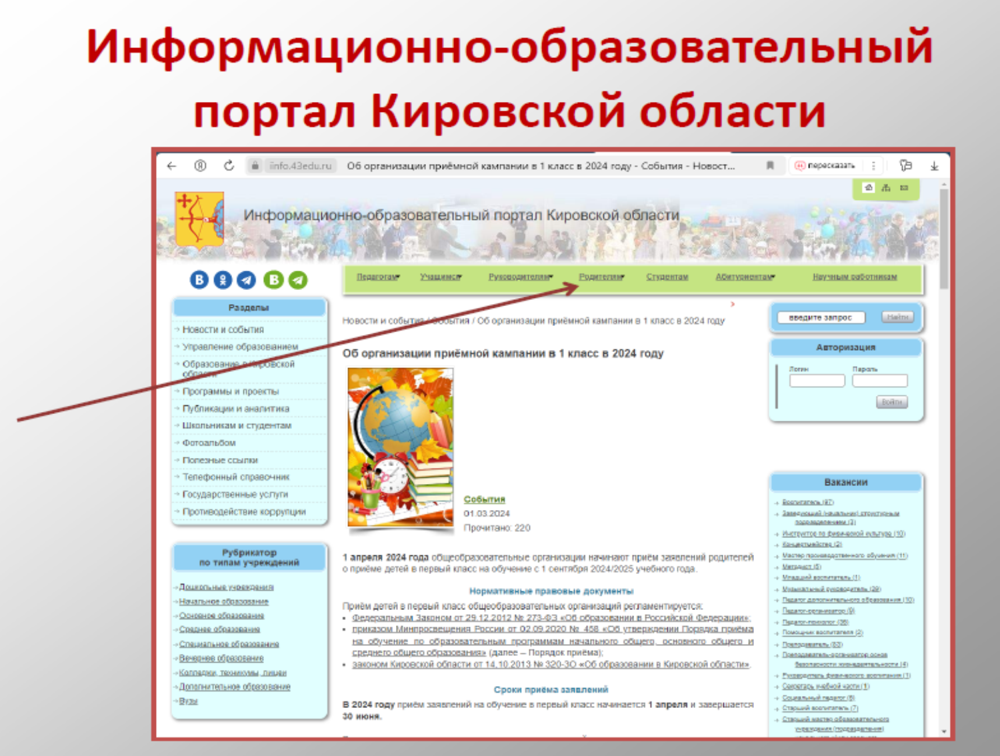 Информационно-образовательный
портал Кировской области
info.43edu.ru Об организации приёмной кампании в 1 класс в 2024 году - События - Новост... пересказать
Информационно-образовательный портал Кировской области
Педагогам Учащимся Руководителям Родителям Студентам Абитуриентам Научным работникам
Разделы
Новости и события
Управление образованием
Образование в Кировской
области
Программы и проекты
Публикации и аналитика
Школьникам и студентам
Фотоальбом
Полезные ссылки
Телефонный справочник
Государственные услуги
Противодействие коррупции
Рубрикатор
по типам учреждений
Дошкольные учреждения
Начальное образование
Основное образование
Среднее образование
Специальное образование
Вечернее образование
Колледжи, техникумы, лицеи
Дополнительное образование
Вузы
Новости и события / События / Об организации приёмной кампании в 1 класс в 2024 году
Об организации приёмной кампании в 1 класс в 2024 году
События
01.03.2024
Прочитано: 220
1 апреля 2024 года общеобразовательные организации начинают приём заявлений родителей
о приёме детей в первый класс на обучение с 1 сентября 2024/2025 учебного года.
Нормативные правовые документы
Приём детей в первый класс общеобразовательных организаций регламентируется:
• Федеральным Законом от 29.12.2012 № 273-ФЗ «Об образовании в Российской Федерации»;
• приказом Минпросвещения России от 02.09.2020 № 458 «Об утверждении Порядка приёма
на обучение по образовательным программам начального общего, основного общего и
среднего общего образования» (далее – Порядок приёма);
• законом Кировской области от 14.10.2013 № 320-ЗО «Об образовании в Кировской области».
Сроки приёма заявлений
В 2024 году приём заявлений на обучение в первый класс начинается 1 апреля и завершается
30 июня.
введите запрос Найти
Авторизация
Логин Пароль
Войти
Вакансии
Воспитатель (87)
Заведующий (начальник) структурным
подразделением (3)
Инструктор по физической культуре (10)
Концертмейстер (2)
Мастер производственного обучения (11)
Методист (5)
Младший воспитатель (1)
Музыкальный руководитель (29)
Педагог дополнительного образования (10)
Педагог-организатор (9)
Педагог-психолог (36)
Помощник воспитателя (2)
Преподаватель (63)
Преподаватель-организатор основ
безопасности жизнедеятельности (4)
Руководитель физического воспитания (1)
Секретарь учебной части (1)
Социальный педагог (6)
Старший воспитатель (7)
Старший мастер образовательного
учреждения (подразделения)